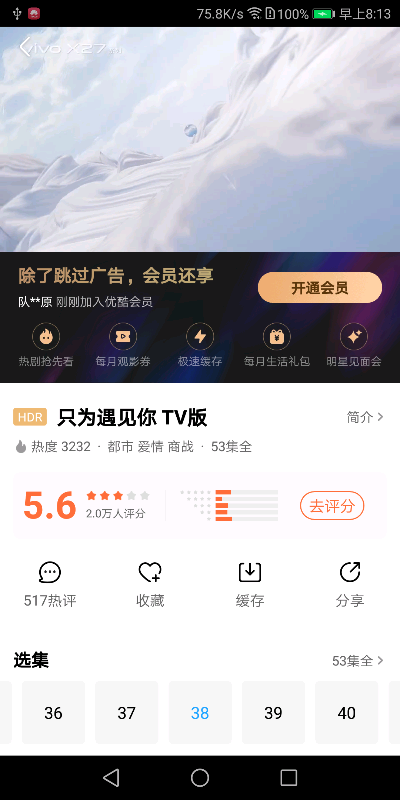 75.8K/s 100% 早上8:13
vivo X27
除了跳过广告，会员还享
队**原 刚刚加入优酷会员
开通会员
热剧抢先看 每月观影券 极速缓存 每月生活礼包 明星见面会
HDR 只为遇见你 TV版 简介
热度 3232 · 都市 爱情 商战 · 53集全
5.6 2.0万人评分 去评分
517热评 收藏 缓存 分享
选集 53集全
36 37 38 39 40